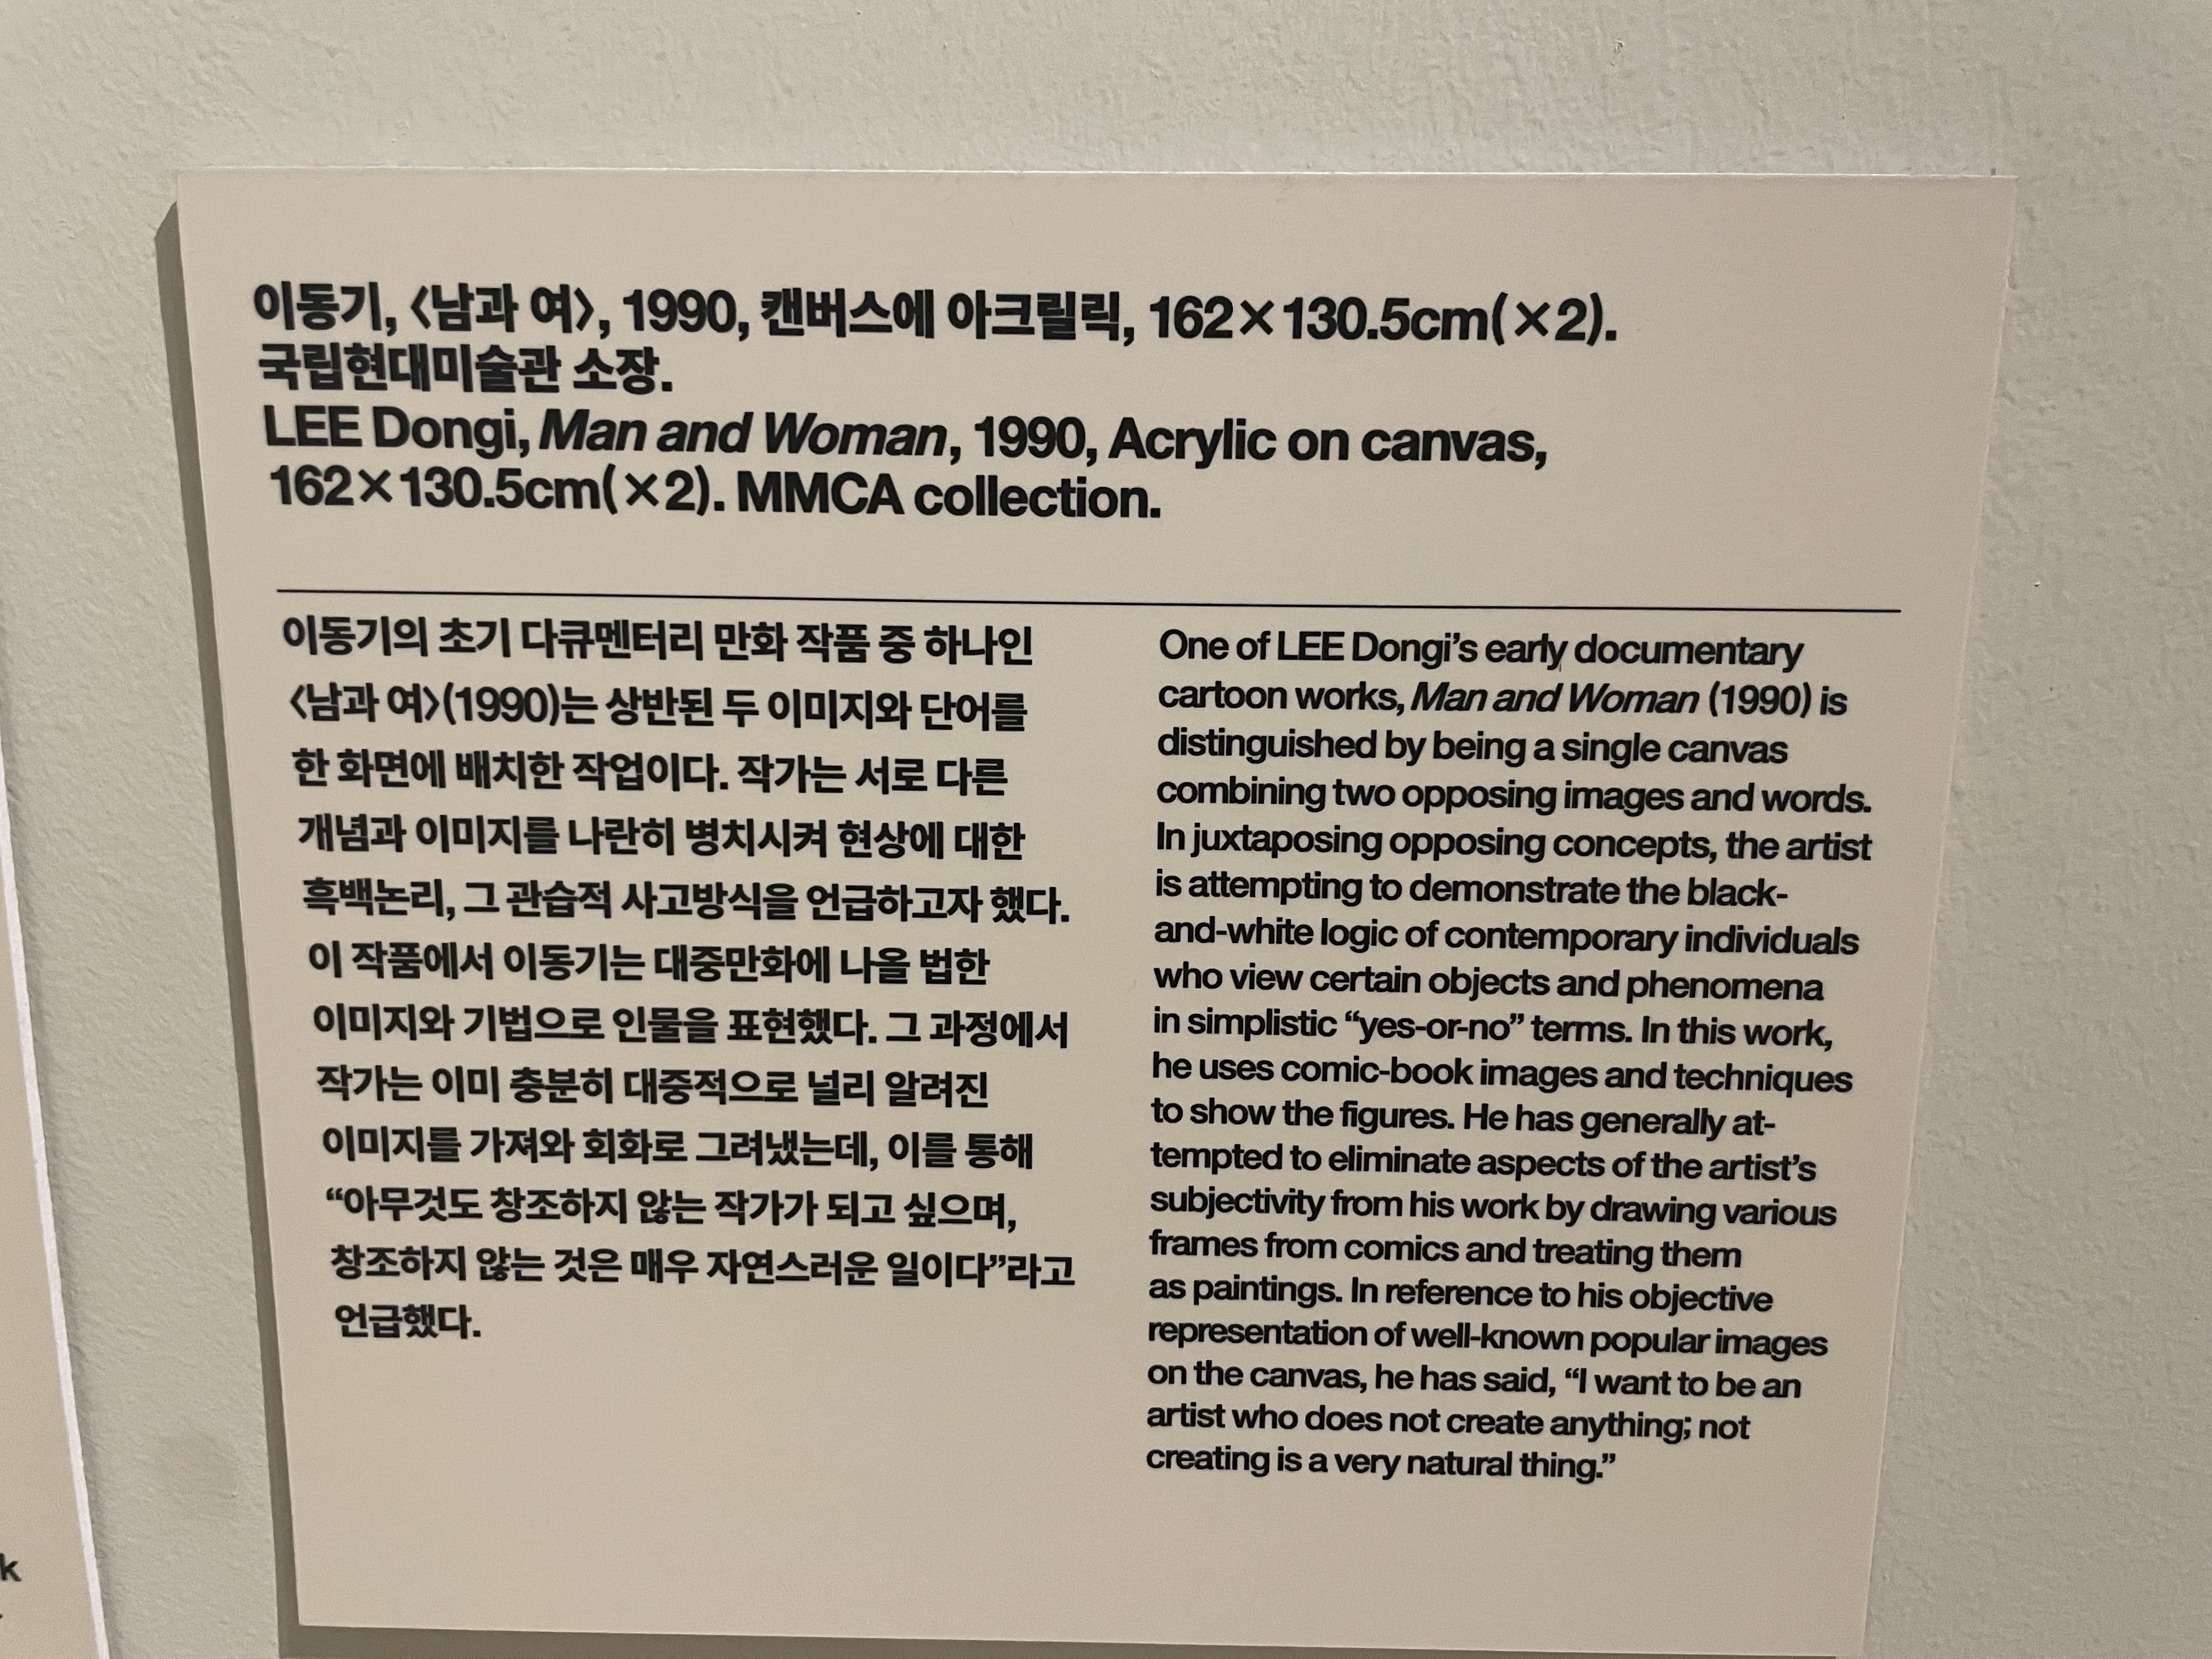 이동기, 〈남과 여〉, 1990, 캔버스에 아크릴릭, 162×130.5cm(×2).
국립현대미술관 소장.
LEE Dongi, Man and Woman, 1990, Acrylic on canvas,
162×130.5cm(×2). MMCA collection.
이동기의 초기 다큐멘터리 만화 작품 중 하나인
〈남과 여〉(1990)는 상반된 두 이미지와 단어를
한 화면에 배치한 작업이다. 작가는 서로 다른
개념과 이미지를 나란히 병치시켜 현상에 대한
흑백논리, 그 관습적 사고방식을 언급하고자 했다.
이 작품에서 이동기는 대중만화에 나올 법한
이미지와 기법으로 인물을 표현했다. 그 과정에서
작가는 이미 충분히 대중적으로 널리 알려진
이미지를 가져와 회화로 그려냈는데, 이를 통해
“아무것도 창조하지 않는 작가가 되고 싶으며,
창조하지 않는 것은 매우 자연스러운 일이다”라고
언급했다.
One of LEE Dongi’s early documentary
cartoon works, Man and Woman (1990) is
distinguished by being a single canvas
combining two opposing images and words.
In juxtaposing opposing concepts, the artist
is attempting to demonstrate the black-
and-white logic of contemporary individuals
who view certain objects and phenomena
in simplistic “yes-or-no” terms. In this work,
he uses comic-book images and techniques
to show the figures. He has generally at-
tempted to eliminate aspects of the artist’s
subjectivity from his work by drawing various
frames from comics and treating them
as paintings. In reference to his objective
representation of well-known popular images
on the canvas, he has said, “I want to be an
artist who does not create anything; not
creating is a very natural thing.”
k